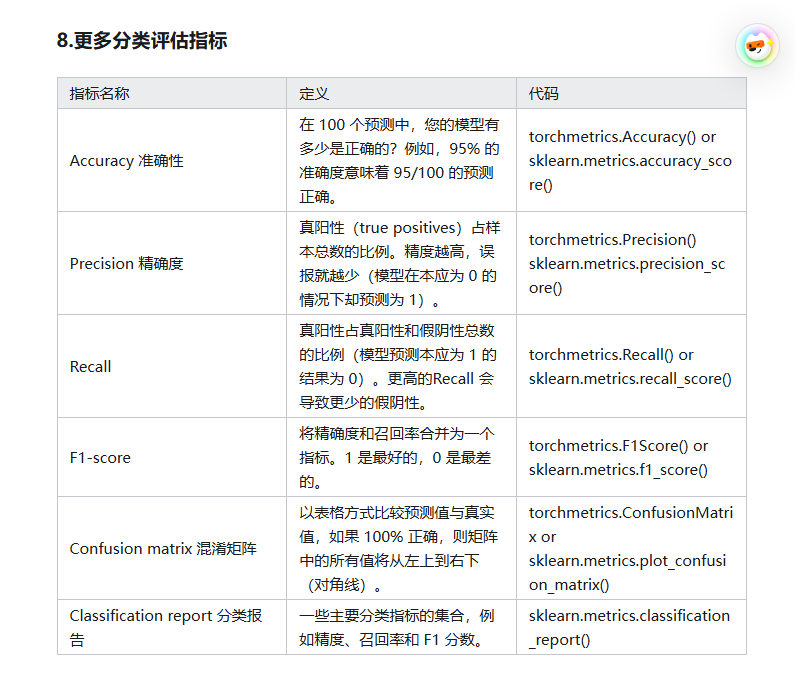 8.更多分类评估指标
指标名称
定义
代码
Accuracy 准确性
在 100 个预测中，您的模型有
多少是正确的？例如，95% 的
准确度意味着 95/100 的预测
正确。
torchmetrics.Accuracy() or
sklearn.metrics.accuracy_sco
re()
Precision 精确度
真阳性（true positives）占样
本总数的比例。精度越高，误
报就越少（模型在本应为 0 的
情况下却预测为 1）。
torchmetrics.Precision()
sklearn.metrics.precision_sc
ore()
Recall
真阳性占真阳性和假阴性总数
的比例（模型预测本应为 1 的
结果为 0）。更高的Recall 会
导致更少的假阴性。
torchmetrics.Recall() or
sklearn.metrics.recall_score()
F1-score
将精确度和召回率合并为一个
指标。1 是最好的，0 是最差
的。
torchmetrics.F1Score() or
sklearn.metrics.f1_score()
Confusion matrix 混淆矩阵
以表格方式比较预测值与真实
值，如果 100% 正确，则矩阵
中的所有值将从左上到右下
（对角线）。
torchmetrics.ConfusionMatri
x or
sklearn.metrics.plot_confusi
on_matrix()
Classification report 分类报
告
一些主要分类指标的集合，例
如精度、召回率和 F1 分数。
sklearn.metrics.classification
_report()